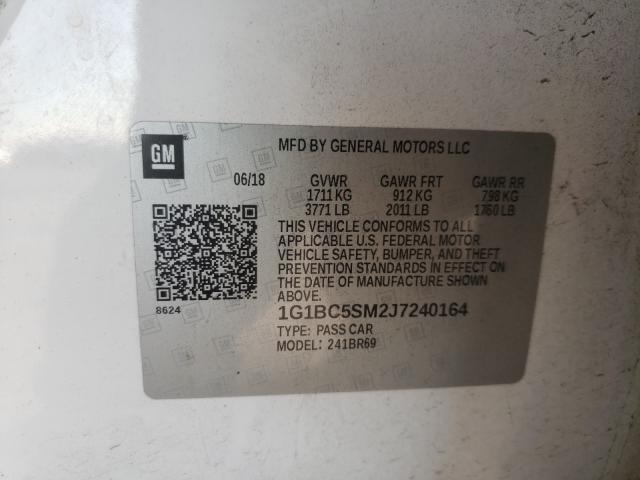 GM
MFD BY GENERAL MOTORS LLC
06/18 GVWR GAWR FRT GAWR RR
1711 KG 912 KG 798 KG
3771 LB 2011 LB 1760 LB
THIS VEHICLE CONFORMS TO ALL
APPLICABLE U.S. FEDERAL MOTOR
VEHICLE SAFETY, BUMPER, AND THEFT
PREVENTION STANDARDS IN EFFECT ON
THE DATE OF MANUFACTURE SHOWN
ABOVE.
8624
1G1BC5SM2J7240164
TYPE: PASS CAR
MODEL: 241BR69